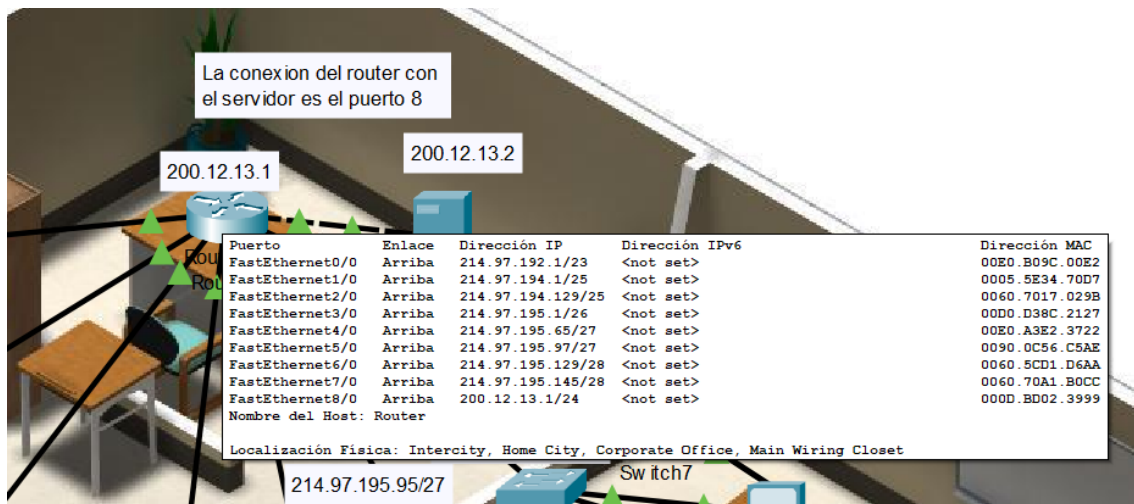 La conexion del router con
el servidor es el puerto 8
200.12.13.2
200.12.13.1
Rou
Rou
Puerto Enlace Dirección IP Dirección IPv6 Dirección MAC
FastEthernet0/0 Arriba 214.97.192.1/23 <not set> 00E0.B09C.00E2
FastEthernet1/0 Arriba 214.97.194.1/25 <not set> 0005.5E34.70D7
FastEthernet2/0 Arriba 214.97.194.129/25 <not set> 0060.7017.029B
FastEthernet3/0 Arriba 214.97.195.1/26 <not set> 00D0.D38C.2127
FastEthernet4/0 Arriba 214.97.195.65/27 <not set> 00E0.A3E2.3722
FastEthernet5/0 Arriba 214.97.195.97/27 <not set> 0090.0C56.C5AE
FastEthernet6/0 Arriba 214.97.195.129/28 <not set> 0060.5CD1.D6AA
FastEthernet7/0 Arriba 214.97.195.145/28 <not set> 0060.70A1.B0CC
FastEthernet8/0 Arriba 200.12.13.1/24 <not set> 000D.BD02.3999
Nombre del Host: Router
Localización Física: Intercity, Home City, Corporate Office, Main Wiring Closet
Switch7
214.97.195.95/27